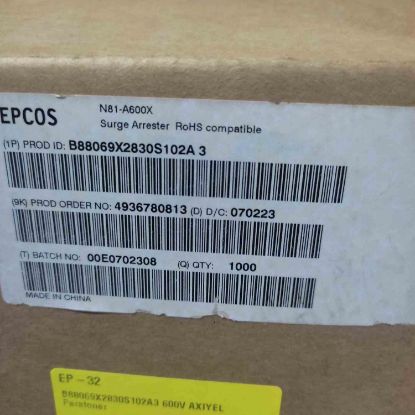 EPCOS
N81-A600X
Surge Arrester RoHS compatible
(1P) PROD ID: B88069X2830S102A 3
(9K) PROD ORDER NO: 4936780813 (D) D/C: 070223
(T) BATCH NO: 00E0702308 (Q) QTY: 1000
MADE IN CHINA
EP -32
B88069X2830S102A3 600V AXIYEL
Paratoner